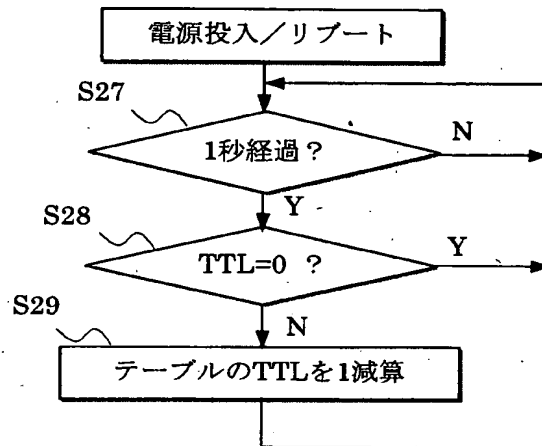 電源投入／リブート
S27
1秒経過？
N
Y
S28
TTL=0 ？
Y
N
S29
テーブルのTTLを1減算